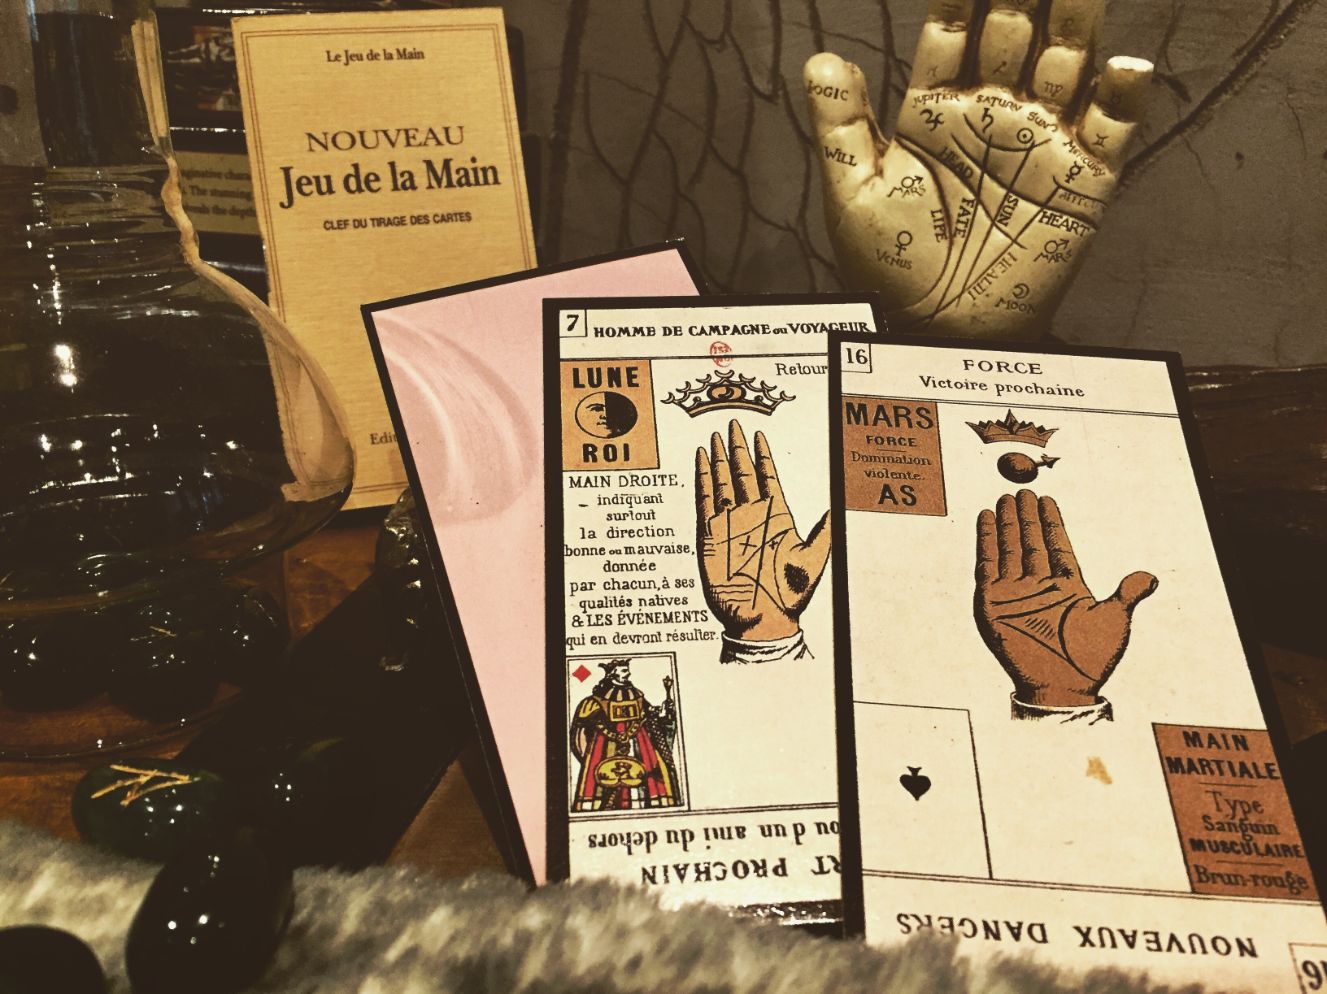 Le Jeu de la Main
NOUVEAU
Jeu de la Main
CLEF DU TIRAGE DES CARTES
7
HOMME DE CAMPAGNE ou VOYAGEUR
Retour
LUNE
ROI
MAIN DROITE,
indiquant
surtout
la direction
bonne ou mauvaise,
donnée
par chacun, à ses
qualités natives
& LES ÉVÉNEMENTS
qui en devront résulter.
ou d'un ami du dehors
PROCHAIN
16
FORCE
Victoire prochaine
MARS
FORCE
Domination
violente.
AS
MAIN
MARTIALE
Type
Sanguin
MUSCULAIRE
Brun-rouge
NOUVEAUX DANGERS
16
LOGIC
WILL
JUPITER
SATURN
SUN
MERCURY
MARS
VENUS
HEAD
LIFE
FATE
SUN
HEART
MARS
HEALTH
MOON